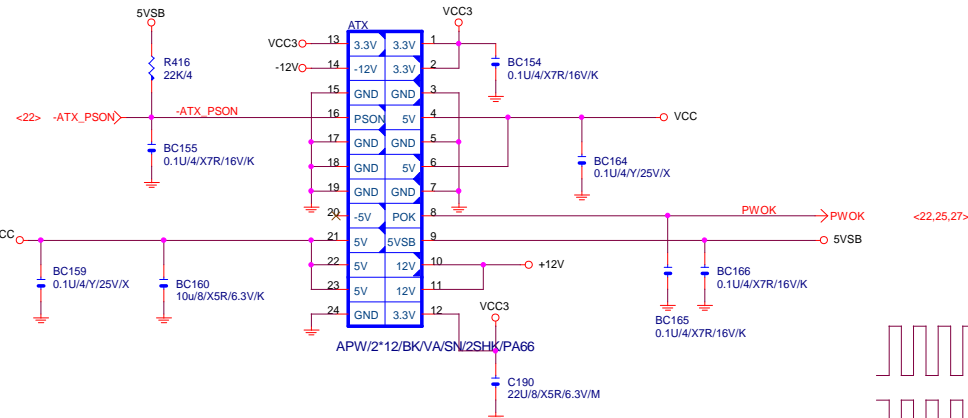 5VSB
R416
22K/4
<22>
-ATX_PSON
-ATX_PSON
BC155
0.1U/4/X7R/16V/K
ATX
VCC3
VCC3
-12V
13 3.3V 3.3V 1
14 -12V 3.3V 2
15 GND GND 3
16 PSON 5V 4
17 GND GND 5
18 GND 5V 6
19 GND GND 7
20 -5V POK 8
21 5V 5VSB 9
22 5V 12V 10
23 5V 12V 11
24 GND 3.3V 12
BC154
0.1U/4/X7R/16V/K
VCC
BC164
0.1U/4/Y/25V/X
PWOK
PWOK
<22,25,27>
5VSB
+12V
BC166
0.1U/4/X7R/16V/K
BC165
0.1U/4/X7R/16V/K
CC
BC159
0.1U/4/Y/25V/X
BC160
10u/8/X5R/6.3V/K
VCC3
APW/2*12/BK/VA/SN/2SHK/PA66
C190
22U/8/X5R/6.3V/M